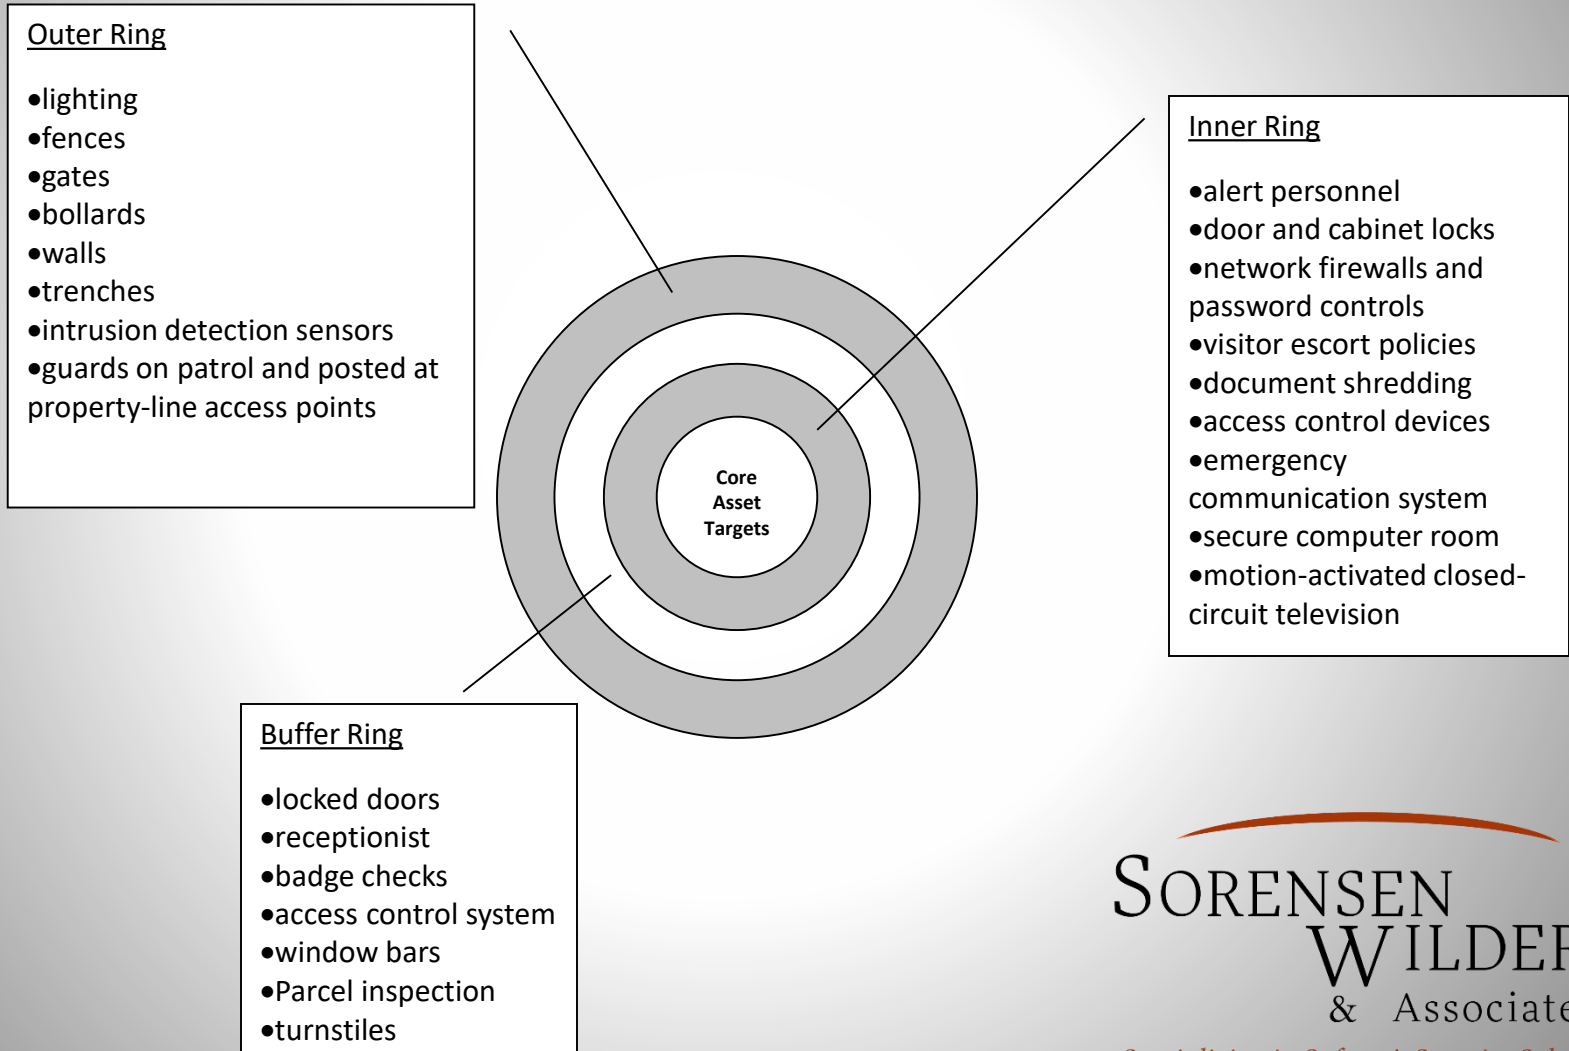 Outer Ring
•lighting
•fences
•gates
•bollards
•walls
•trenches
•intrusion detection sensors
•guards on patrol and posted at
property-line access points
Inner Ring
•alert personnel
•door and cabinet locks
•network firewalls and
password controls
•visitor escort policies
•document shredding
•access control devices
•emergency
communication system
•secure computer room
•motion-activated closed-
circuit television
Core
Asset
Targets
Buffer Ring
•locked doors
•receptionist
•badge checks
•access control system
•window bars
•Parcel inspection
•turnstiles
SORENSEN
WILDER
& Associate